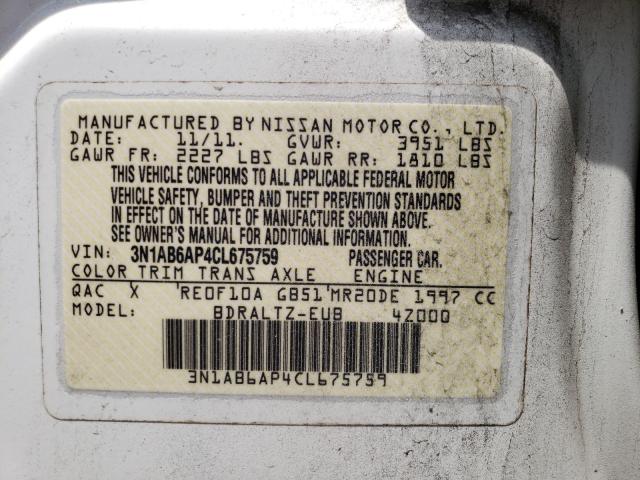 MANUFACTURED BY NISSAN MOTOR CO., LTD.
DATE: 11/11. GVWR: 3951 LBS
GAWR FR: 2227 LBS GAWR RR: 1810 LBS
THIS VEHICLE CONFORMS TO ALL APPLICABLE FEDERAL MOTOR
VEHICLE SAFETY, BUMPER AND THEFT PREVENTION STANDARDS
IN EFFECT ON THE DATE OF MANUFACTURE SHOWN ABOVE.
SEE OWNER'S MANUAL FOR ADDITIONAL INFORMATION.
VIN: 3N1AB6AP4CL675759 PASSENGER CAR.
COLOR TRIM TRANS AXLE ENGINE
QAC X RE0F10A GB51 MR20DE 1997 CC
MODEL: BDRALTZ-EUB 4Z000
3N1AB6AP4CL675759